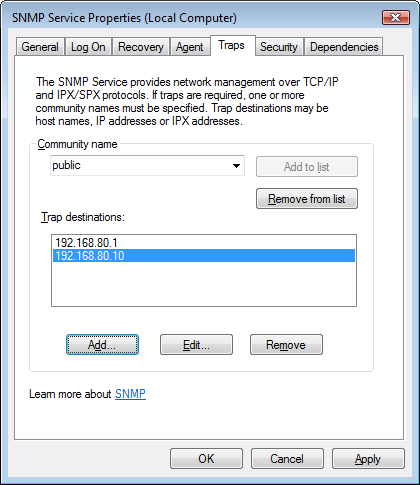 SNMP Service Properties (Local Computer)
General Log On Recovery Agent Traps Security Dependencies
The SNMP Service provides network management over TCP/IP
and IPX/SPX protocols. If traps are required, one or more
community names must be specified. Trap destinations may be
host names, IP addresses or IPX addresses.
Community name
public Add to list
Remove from list
Trap destinations:
192.168.80.1
192.168.80.10
Add... Edit... Remove
Learn more about SNMP
OK Cancel Apply